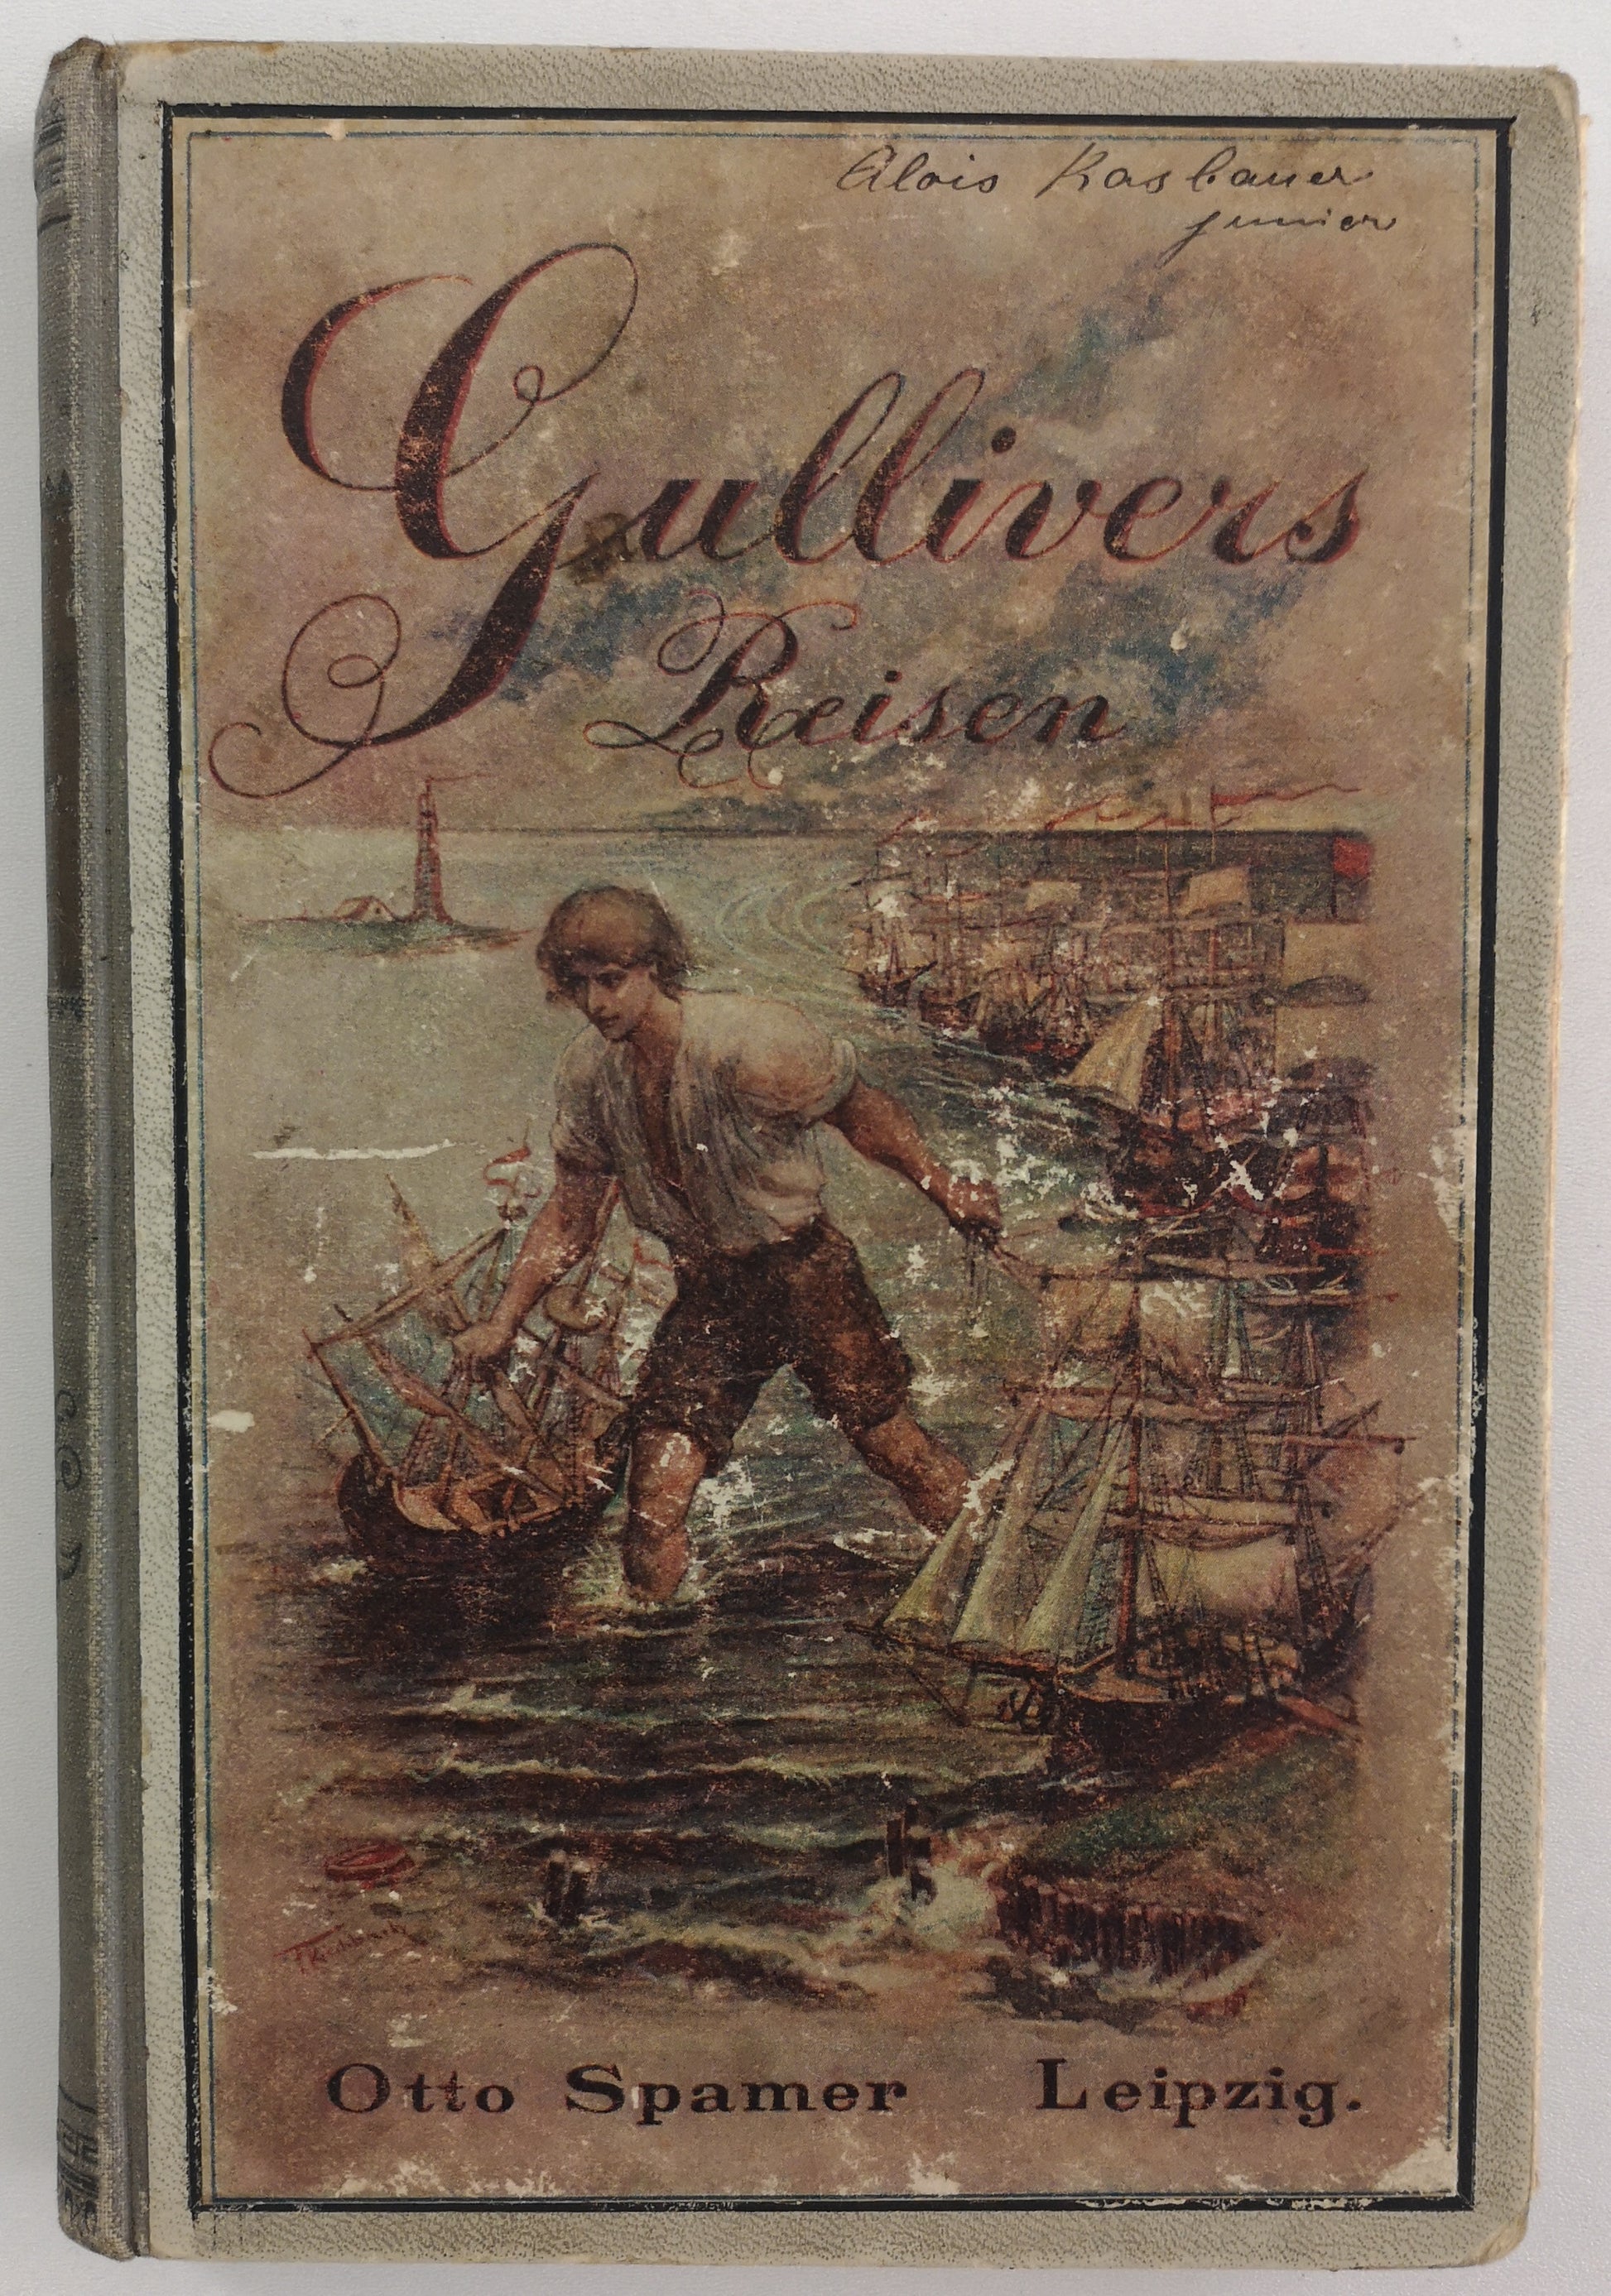 Alois Kasbauer
junior
Gullivers
Reisen
Otto Spamer Leipzig.